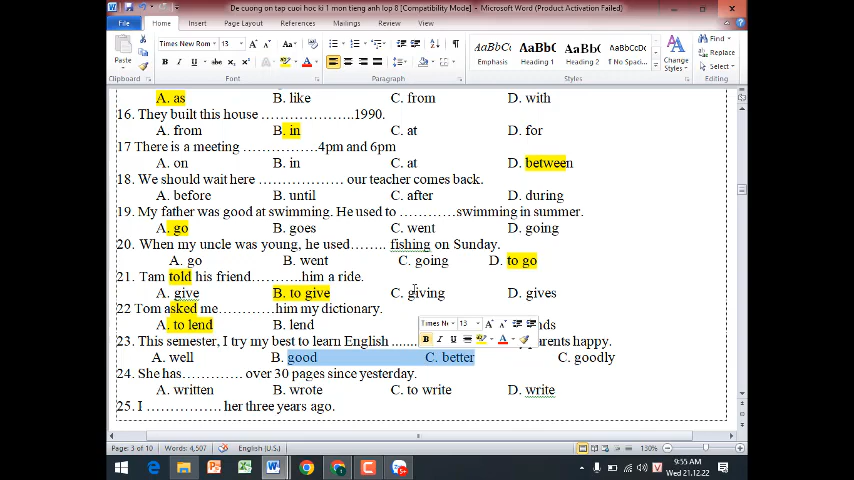 De cuong on tap cuoi hoc ki 1 mon tieng anh lop 8 [Compatibility Mode] - Microsoft Word (Product Activation Failed)
File Home Insert Page Layout References Mailings Review View
Times New Rom 13 Find
Replace
Select
Paste
AaBbCc AaBbC AaBbCc AaBbCcD
Emphasis Heading 1 Heading 2 No Spac... Change Styles
Clipboard Font Paragraph Styles Editing
A. as B. like C. from D. with
16. They built this house ………………..1990.
A. from B. in C. at D. for
17 There is a meeting …………….4pm and 6pm
A. on B. in C. at D. between
18. We should wait here ……………… our teacher comes back.
A. before B. until C. after D. during
19. My father was good at swimming. He used to …………swimming in summer.
A. go B. goes C. went D. going
20. When my uncle was young, he used…….. fishing on Sunday.
A. go B. went C. going D. to go
21. Tam told his friend………..him a ride.
A. give B. to give C. giving D. gives
22 Tom asked me…………him my dictionary.
A. to lend B. lend nds
Times N 13
23. This semester, I try my best to learn English ........ parents happy.
A. well B. good C. better C. goodly
24. She has…………… over 30 pages since yesterday.
A. written B. wrote C. to write D. write
25. I …………… her three years ago.
Page: 3 of 10 Words: 4,507 English (U.S.) 130%
9:55 AM
Wed 21.12.22